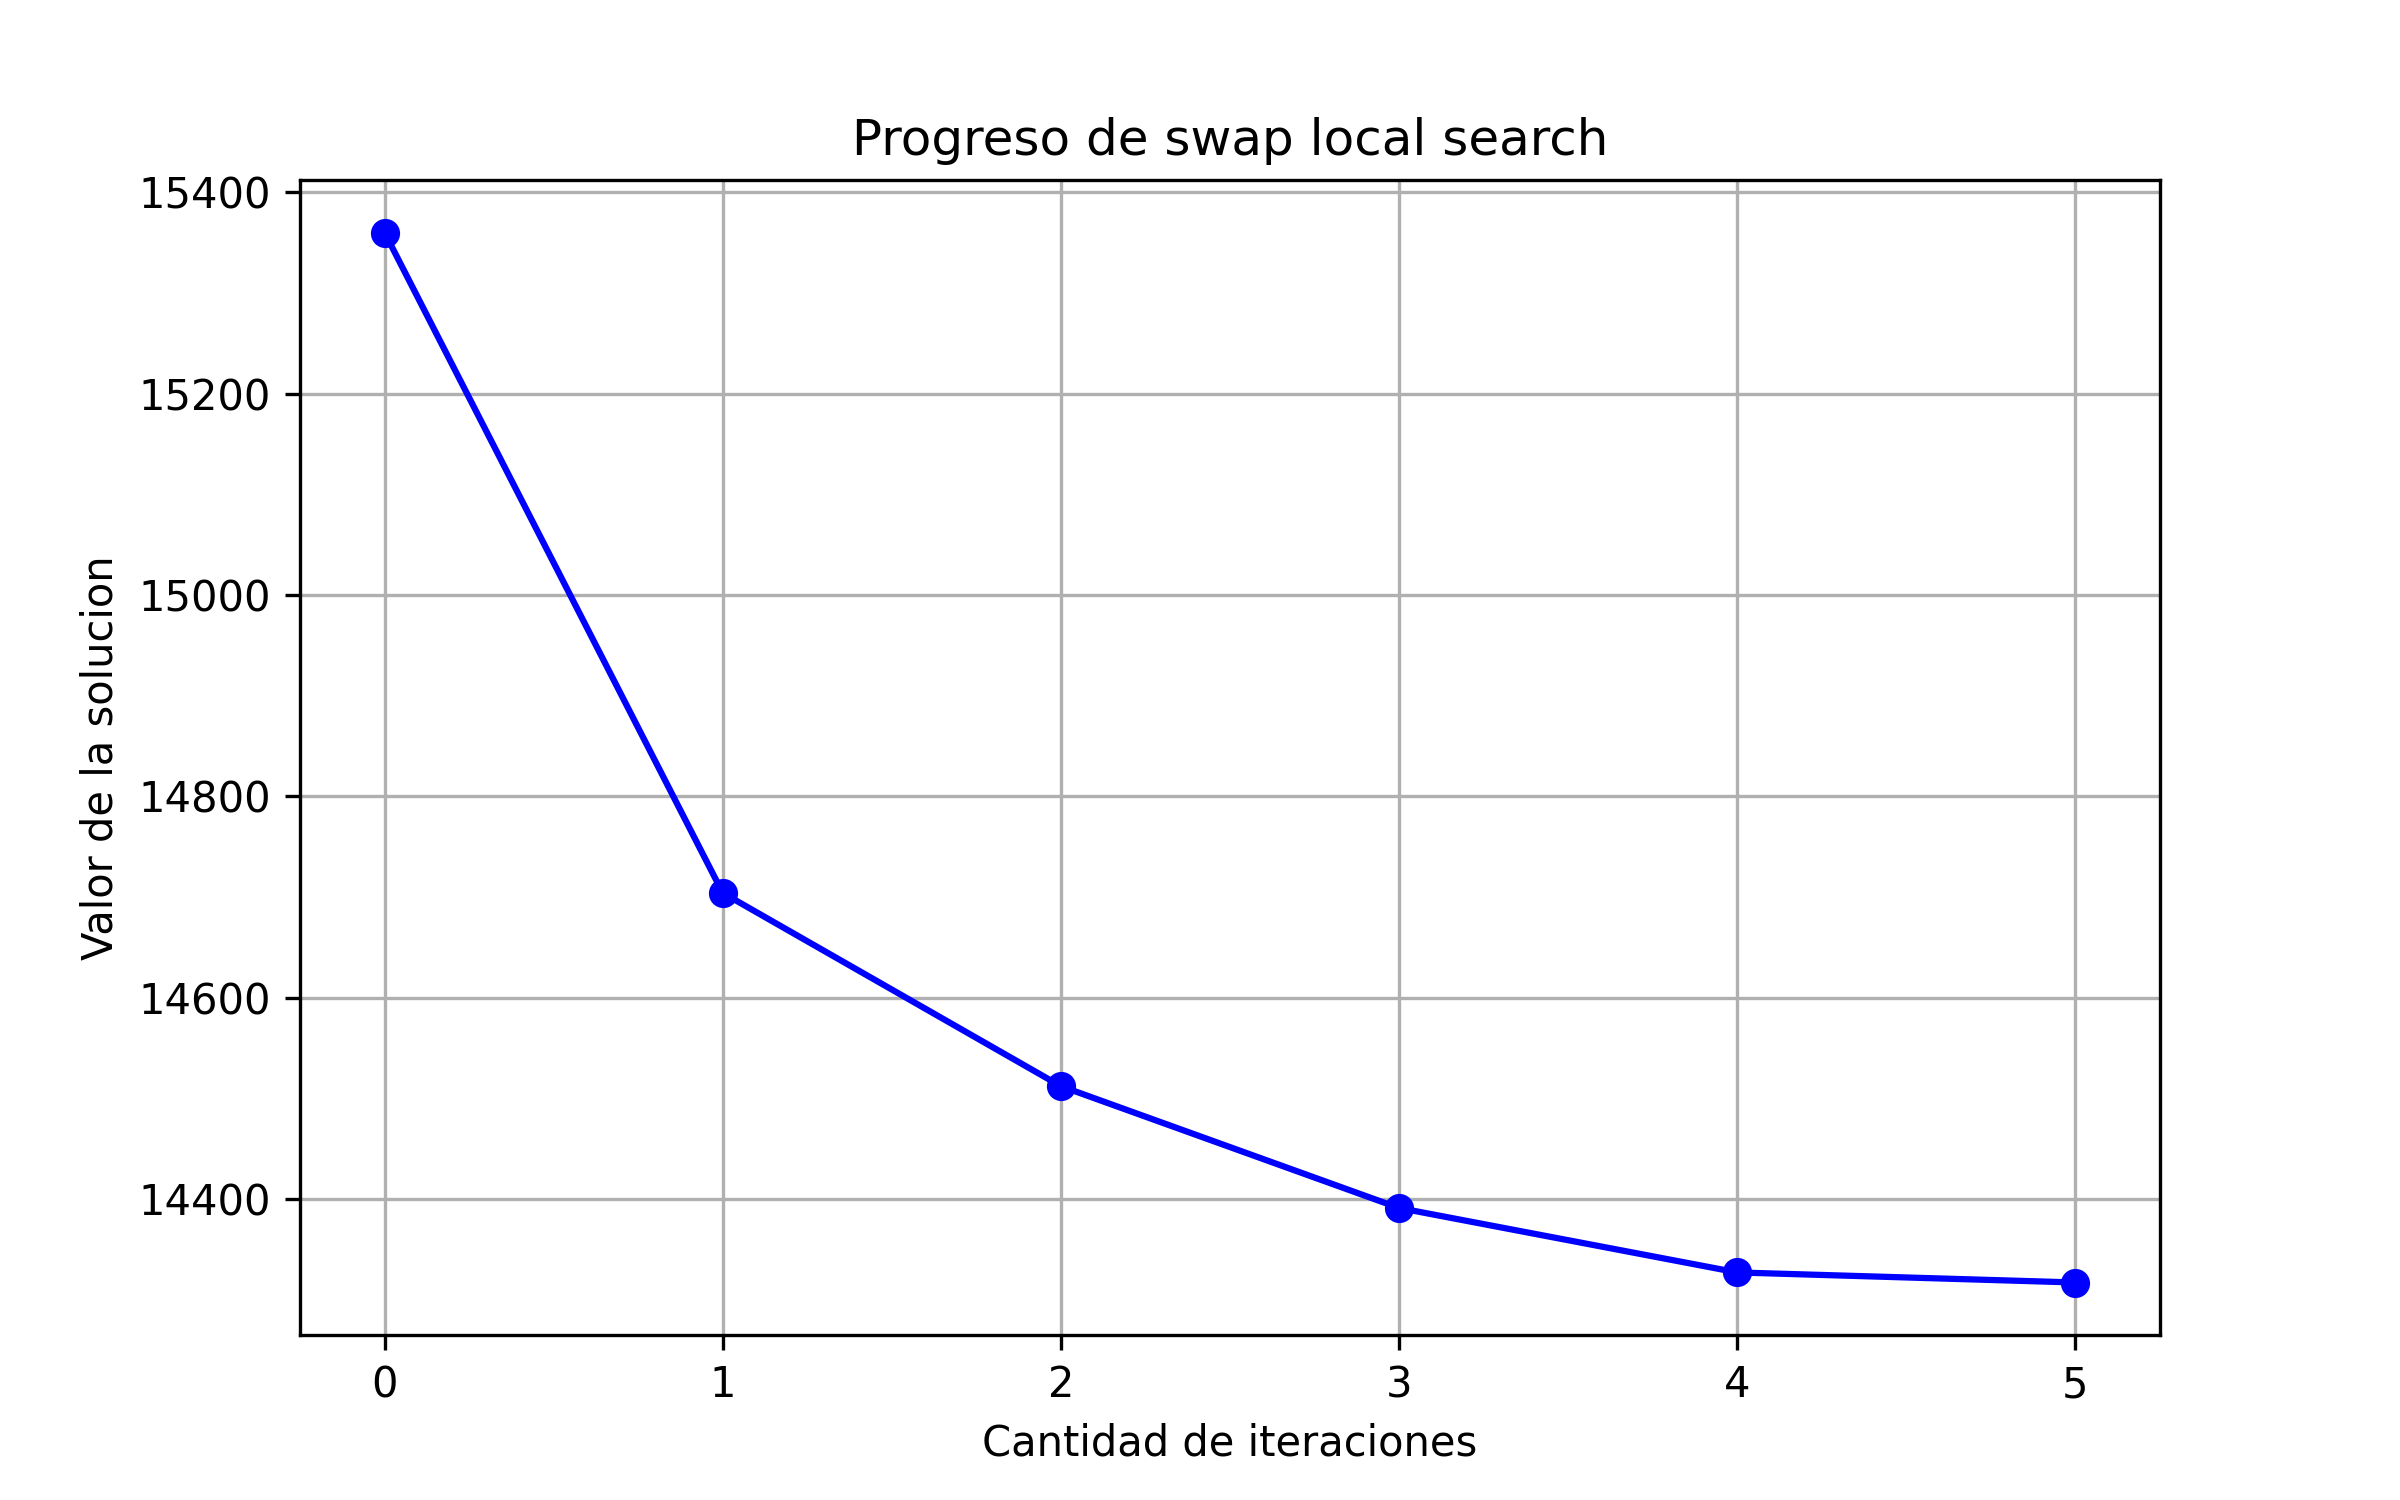 Progreso de swap local search
Valor de la solucion
15400
15200
15000
14800
14600
14400
0 1 2 3 4 5
Cantidad de iteraciones